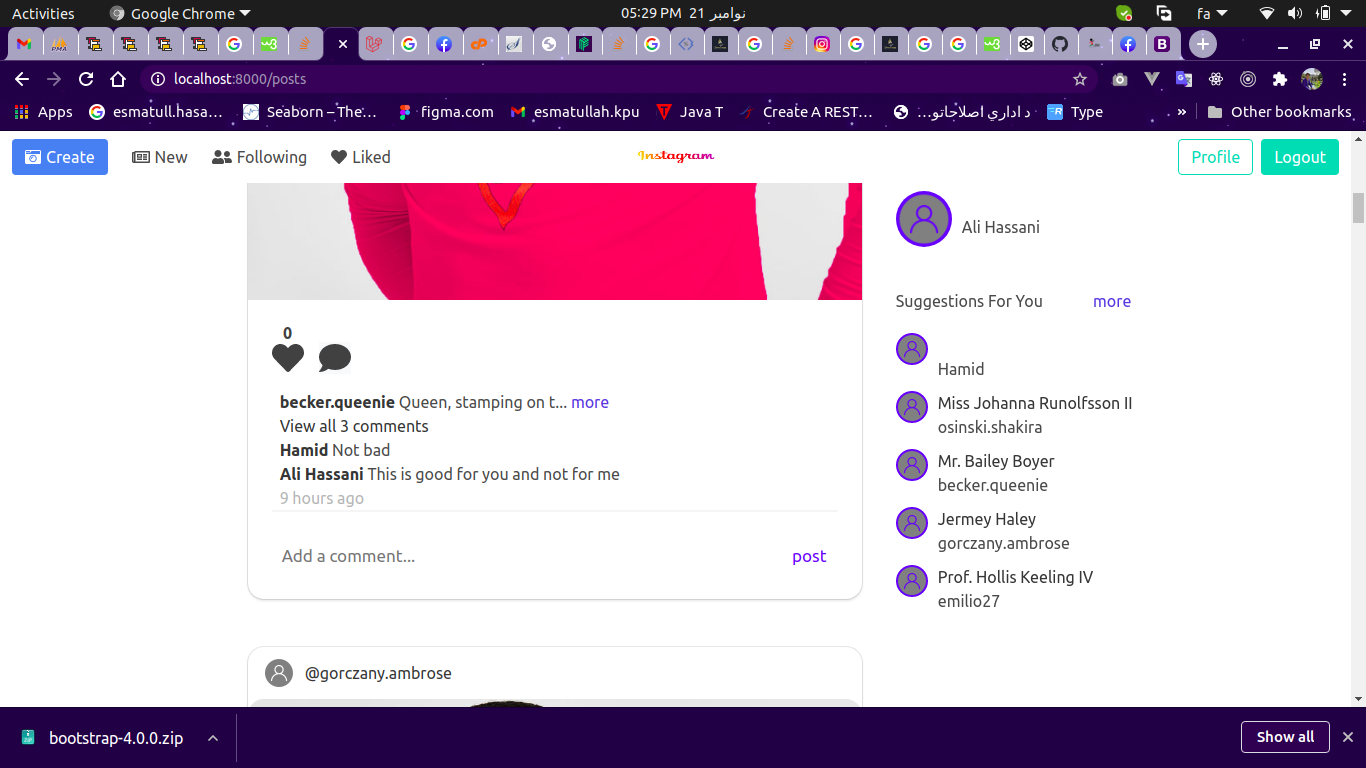 Activities
Google Chrome
05:29 PM 21 نوامبر
fa
localhost:8000/posts
Apps
esmatull.hasa...
Seaborn – The...
figma.com
esmatullah.kpu
Java T
Create A REST...
د اداري اصلاحاتو...
Type
»
Other bookmarks
Create
New
Following
Liked
Instagram
Profile
Logout
Ali Hassani
Suggestions For You
more
Hamid
Miss Johanna Runolfsson II
osinski.shakira
Mr. Bailey Boyer
becker.queenie
Jermey Haley
gorczany.ambrose
Prof. Hollis Keeling IV
emilio27
0
becker.queenie Queen, stamping on t... more
View all 3 comments
Hamid Not bad
Ali Hassani This is good for you and not for me
9 hours ago
Add a comment...
post
@gorczany.ambrose
bootstrap-4.0.0.zip
Show all